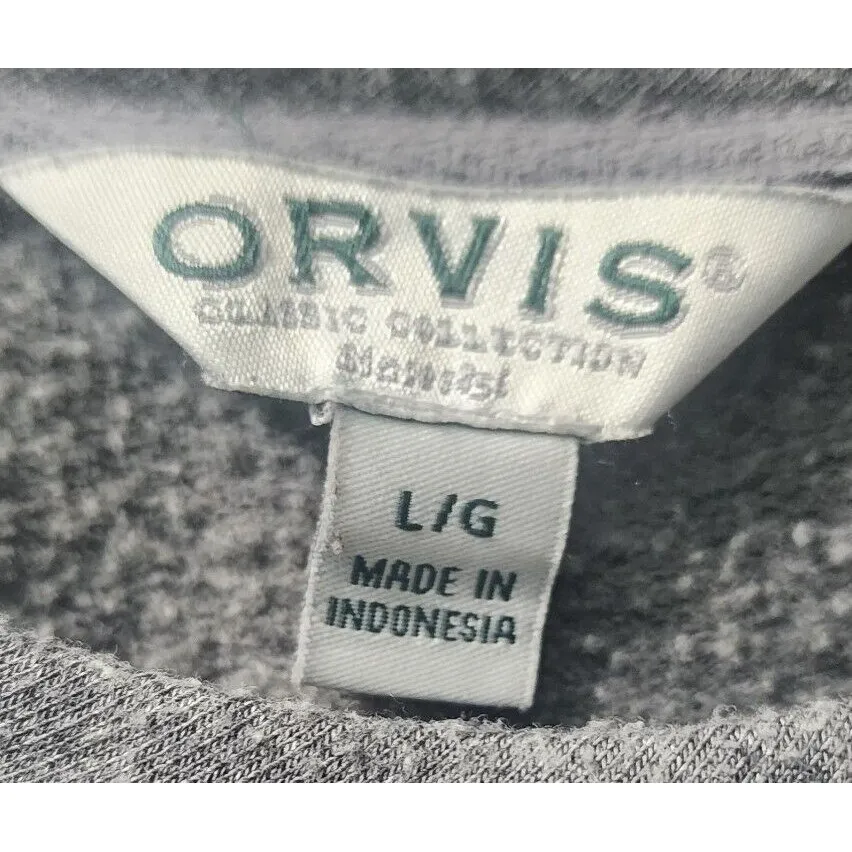 ORVIS®
CLASSIC COLLECTION
L/G
MADE IN
INDONESIA